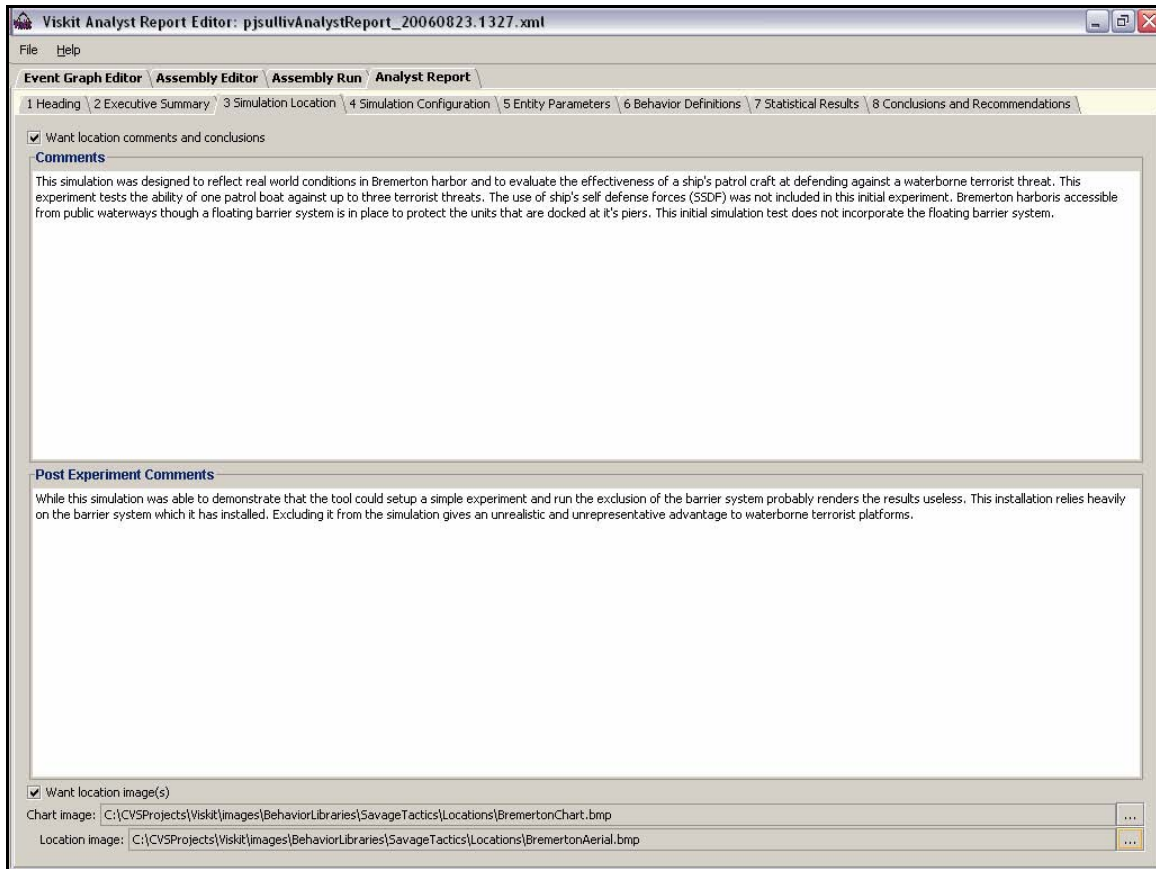 Viskit Analyst Report Editor: pjsullivAnalystReport_20060823.1327.xml
File Help
Event Graph Editor Assembly Editor Assembly Run Analyst Report
1 Heading 2 Executive Summary 3 Simulation Location 4 Simulation Configuration 5 Entity Parameters 6 Behavior Definitions 7 Statistical Results 8 Conclusions and Recommendations
Want location comments and conclusions
Comments
This simulation was designed to reflect real world conditions in Bremerton harbor and to evaluate the effectiveness of a ship's patrol craft at defending against a waterborne terrorist threat. This
experiment tests the ability of one patrol boat against up to three terrorist threats. The use of ship's self defense forces (SSDF) was not included in this initial experiment. Bremerton harboris accessible
from public waterways though a floating barrier system is in place to protect the units that are docked at it's piers. This initial simulation test does not incorporate the floating barrier system.
Post Experiment Comments
While this simulation was able to demonstrate that the tool could setup a simple experiment and run the exclusion of the barrier system probably renders the results useless. This installation relies heavily
on the barrier system which it has installed. Excluding it from the simulation gives an unrealistic and unrepresentative advantage to waterborne terrorist platforms.
Want location image(s)
Chart image: C:\CVSProjects\Viskit\images\BehaviorLibraries\SavageTactics\Locations\BremertonChart.bmp ...
Location image: C:\CVSProjects\Viskit\images\BehaviorLibraries\SavageTactics\Locations\BremertonAerial.bmp ...